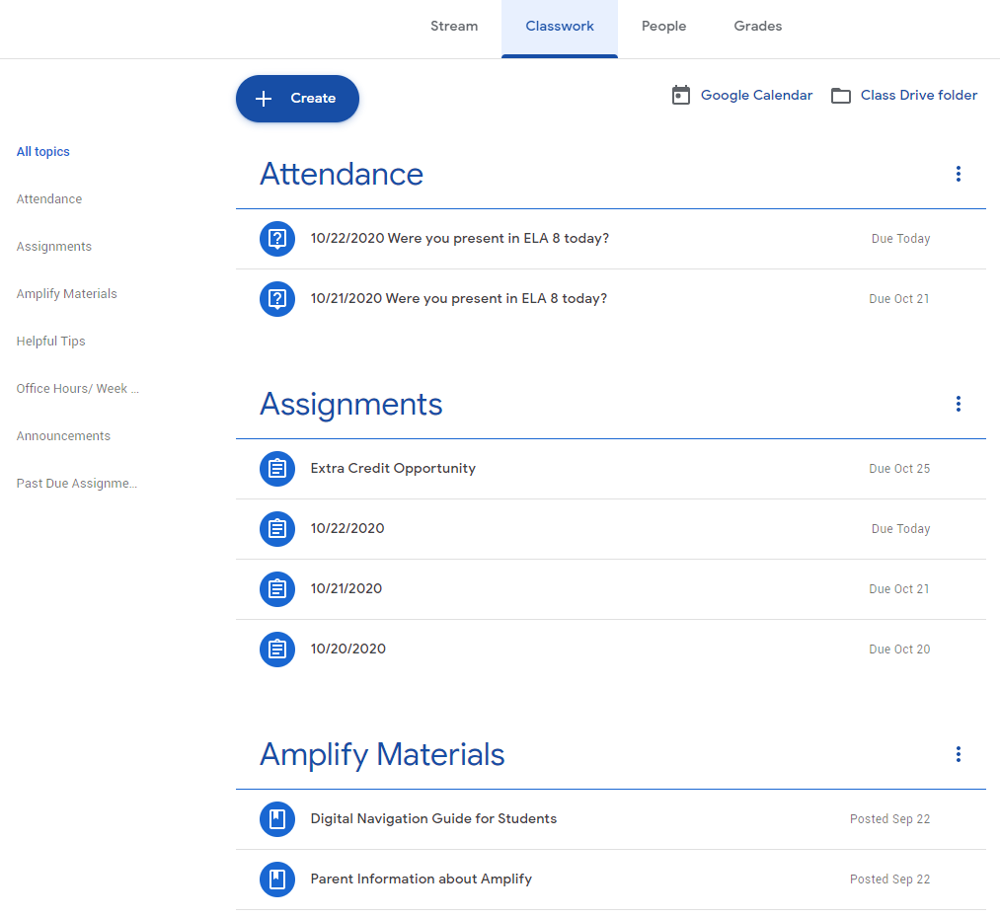 Stream Classwork People Grades
Create Google Calendar Class Drive folder
All topics
Attendance
Assignments
Amplify Materials
Helpful Tips
Office Hours/ Week ...
Announcements
Past Due Assignme...
Attendance
10/22/2020 Were you present in ELA 8 today? Due Today
10/21/2020 Were you present in ELA 8 today? Due Oct 21
Assignments
Extra Credit Opportunity Due Oct 25
10/22/2020 Due Today
10/21/2020 Due Oct 21
10/20/2020 Due Oct 20
Amplify Materials
Digital Navigation Guide for Students Posted Sep 22
Parent Information about Amplify Posted Sep 22